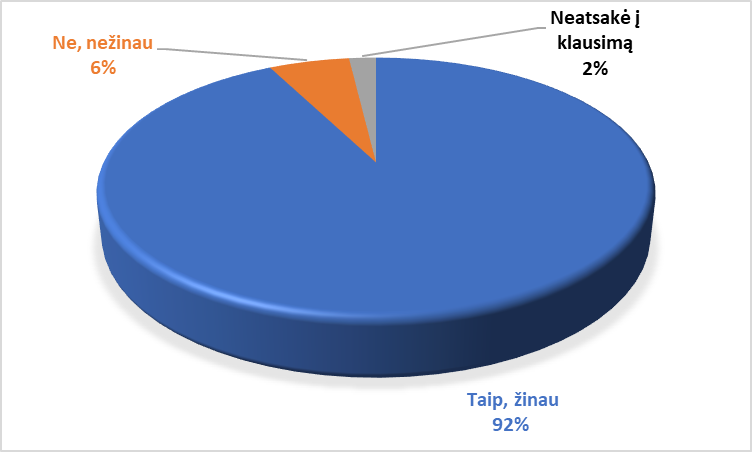 Neatsakė į
klausimą
2%
Ne, nežinau
6%
Taip, žinau
92%